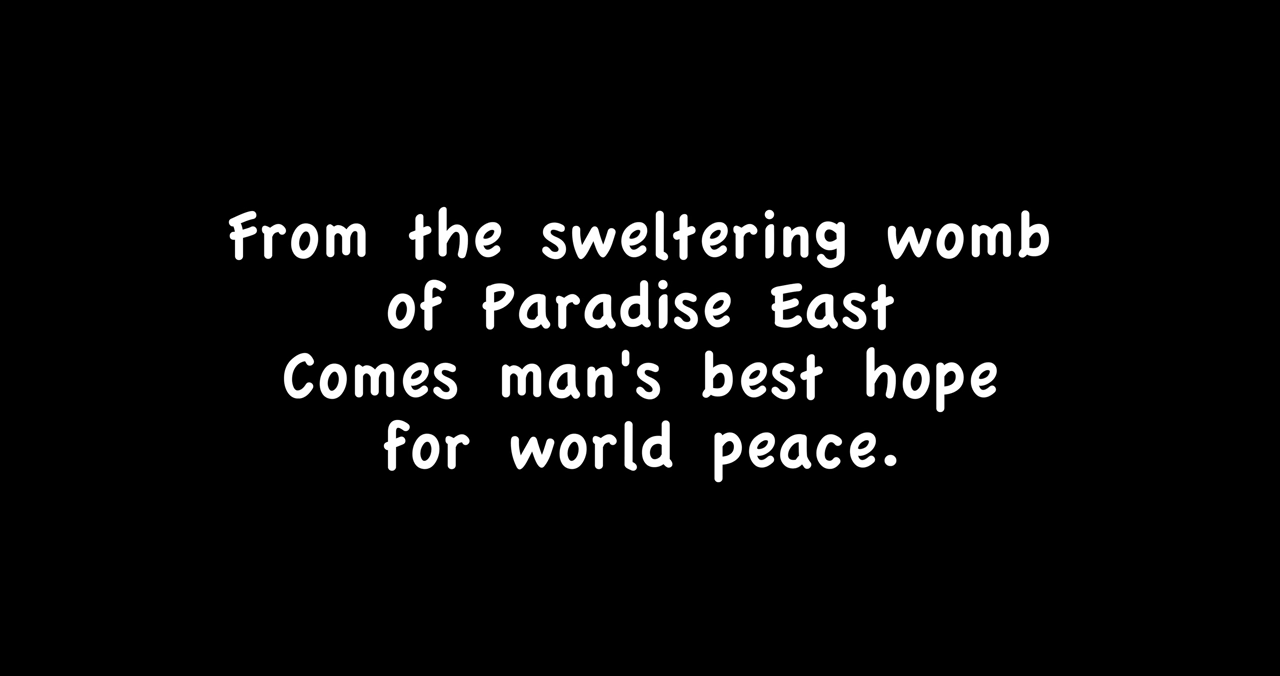 From the sweltering womb
of Paradise East
Comes man's best hope
for world peace.